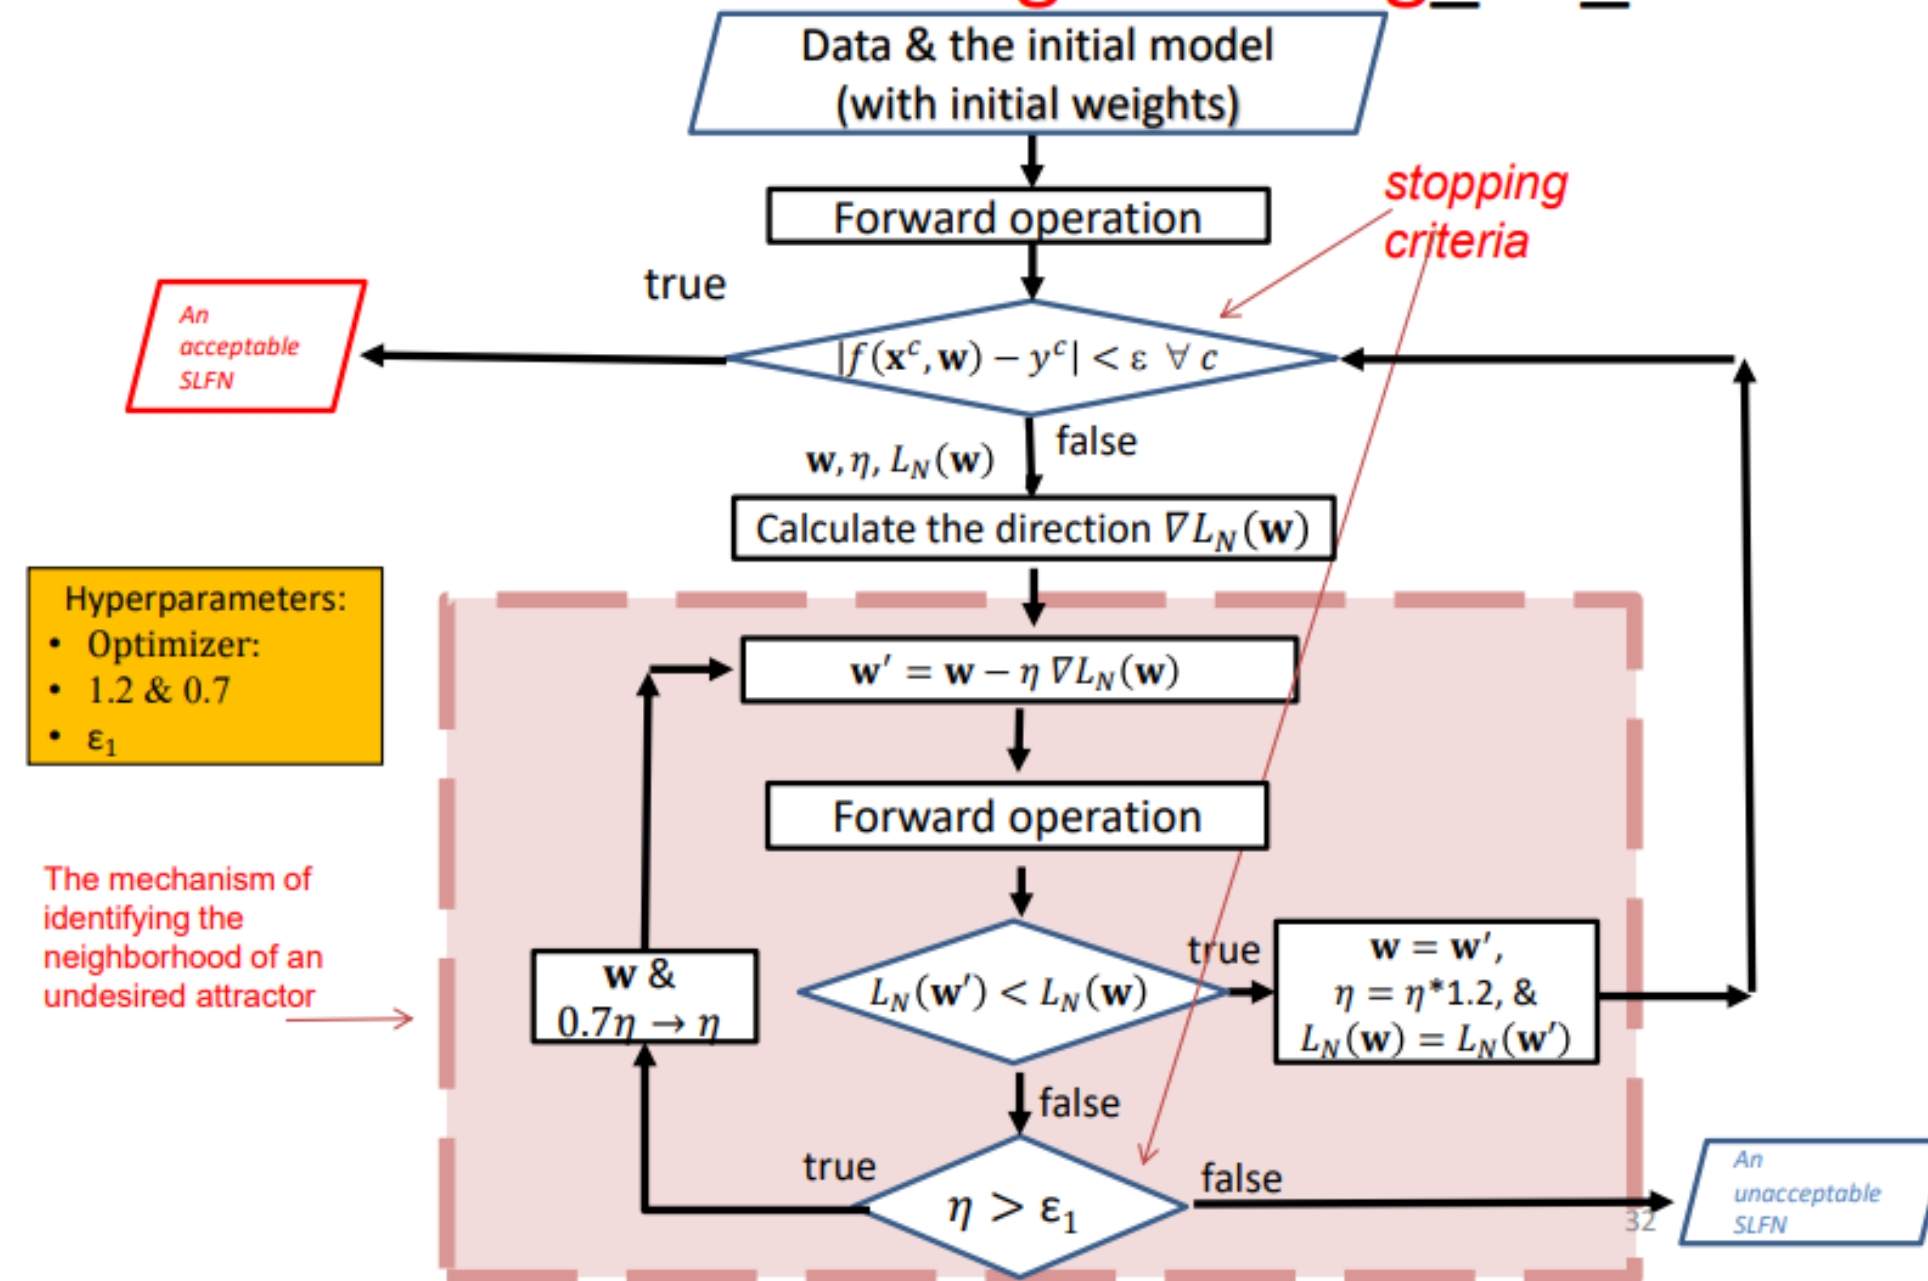 Data & the initial model
(with initial weights)
Forward operation
stopping
criteria
true
An
acceptable
SLFN
|f(𝐱ᶜ, 𝐰) − yᶜ| < ε ∀ c
false
𝐰, η, L_N(𝐰)
Calculate the direction ∇L_N(𝐰)
Hyperparameters:
• Optimizer:
• 1.2 & 0.7
• ε₁
𝐰′ = 𝐰 − η ∇L_N(𝐰)
Forward operation
The mechanism of
identifying the
neighborhood of an
undesired attractor
𝐰 &
0.7η → η
L_N(𝐰′) < L_N(𝐰)
true
𝐰 = 𝐰′,
η = η*1.2, &
L_N(𝐰) = L_N(𝐰′)
false
true
η > ε₁
false
An
unacceptable
SLFN
32